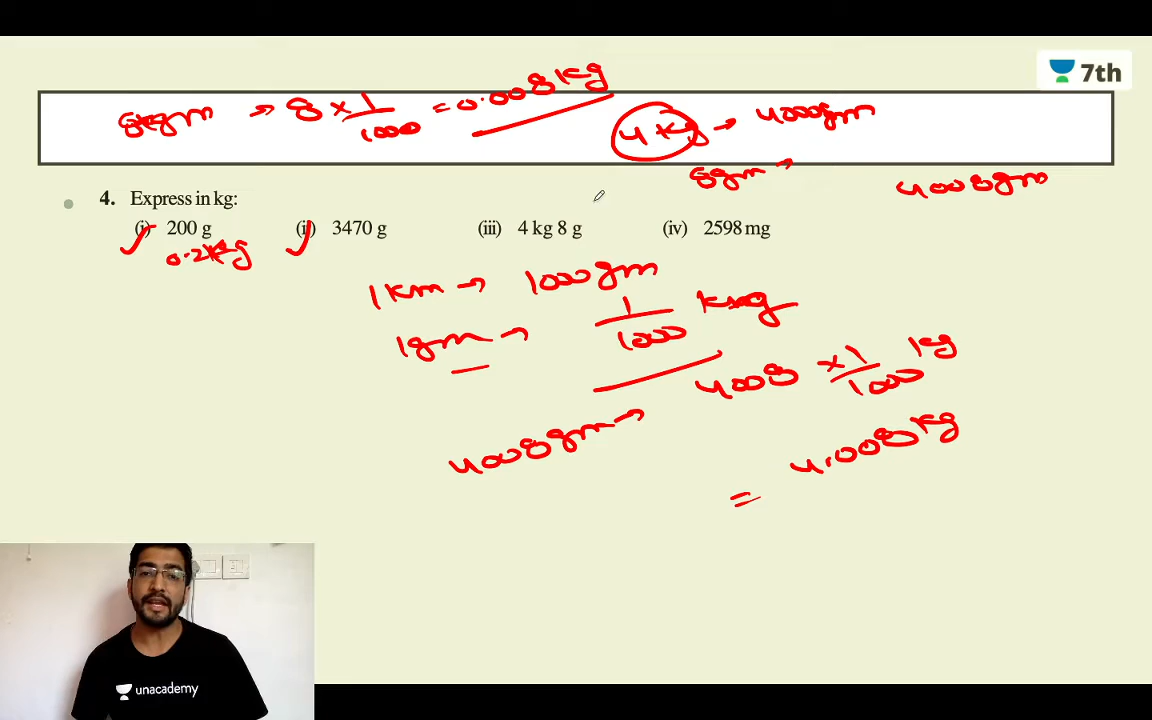 7th
8gm → 8 × 1/1000 = 0.008kg
4kg → 4000gm
8gm →
4008gm
4. Express in kg:
(i) 200 g (ii) 3470 g (iii) 4 kg 8 g (iv) 2598 mg
0.2kg
1km → 1000gm
1gm → 1/1000 kg
4008gm → 4008 × 1/1000 kg
= 4.008kg
unacademy